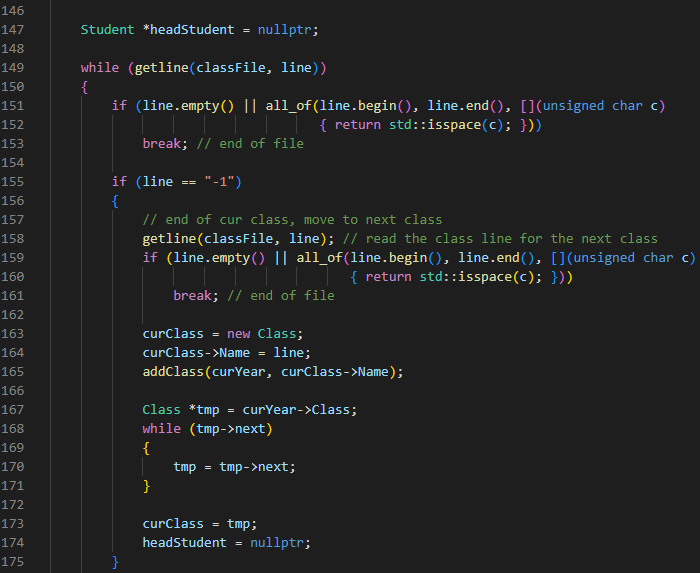 146
147 Student *headStudent = nullptr;
148
149 while (getline(classFile, line))
150 {
151 if (line.empty() || all_of(line.begin(), line.end(), [](unsigned char c)
152 { return std::isspace(c); }))
153 break; // end of file
154
155 if (line == "-1")
156 {
157 // end of cur class, move to next class
158 getline(classFile, line); // read the class line for the next class
159 if (line.empty() || all_of(line.begin(), line.end(), [](unsigned char c)
160 { return std::isspace(c); }))
161 break; // end of file
162
163 curClass = new Class;
164 curClass->Name = line;
165 addClass(curYear, curClass->Name);
166
167 Class *tmp = curYear->Class;
168 while (tmp->next)
169 {
170 tmp = tmp->next;
171 }
172
173 curClass = tmp;
174 headStudent = nullptr;
175 }